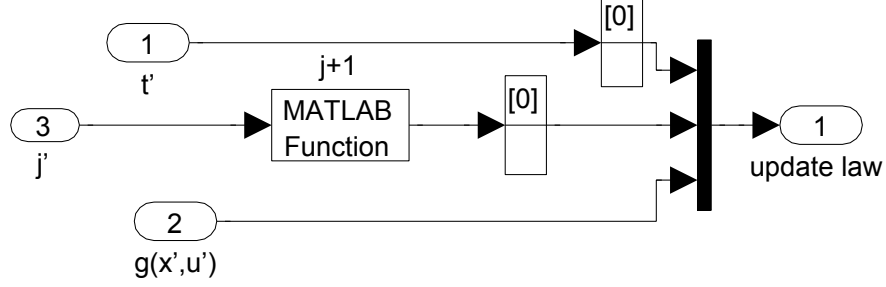 [0]
1
t’
j+1
[0]
MATLAB
Function
3
j’
1
update law
2
g(x’,u’)